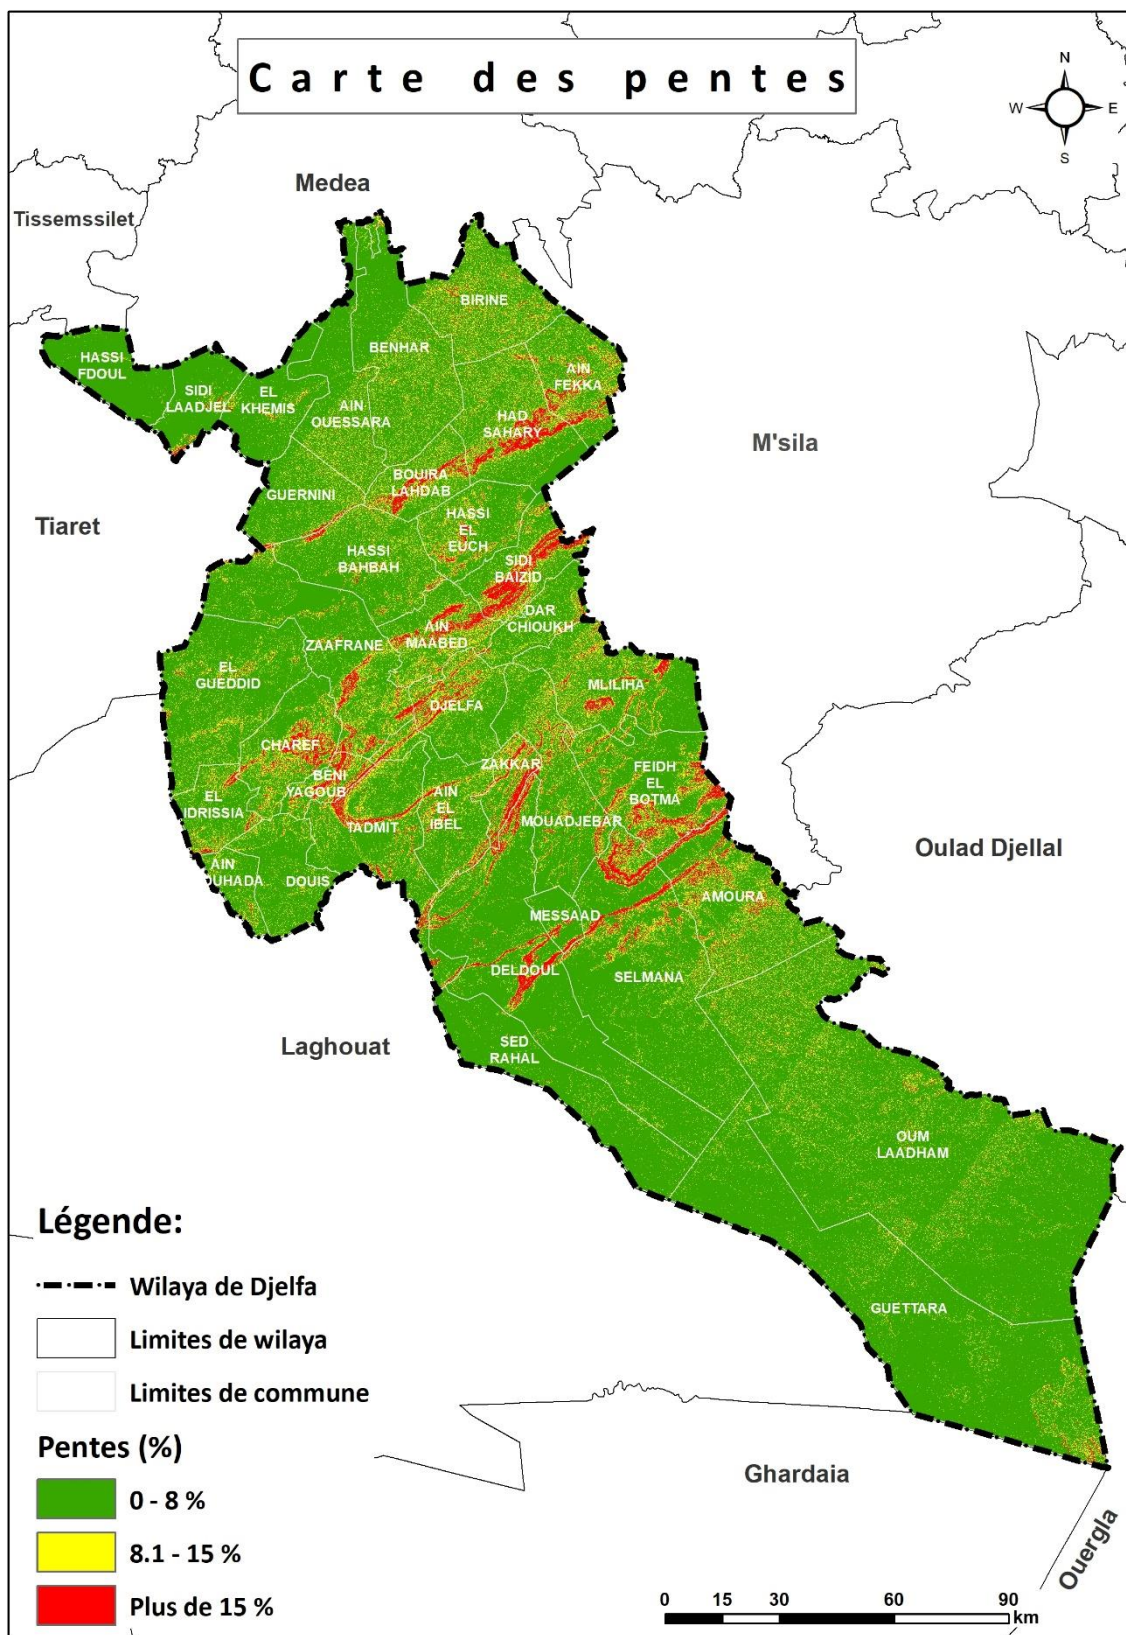 Carte des pentes
N
W
E
S
Medea
Tissemssilet
BIRINE
BENHAR
HASSI
FDOUL
SIDI
LAADJEL
EL
KHEMIS
AIN
FEKKA
AIN
OUESSARA
HAD
SAHARY
M'sila
BOUIRA
LAHDAB
GUERNINI
Tiaret
HASSI
EL
EUCH
HASSI
BAHBAH
SIDI
BAIZID
DAR
CHIOUKH
AIN
MAABED
ZAAFRANE
EL
GUEDDID
MLILIHA
DJELFA
CHAREF
ZAKKAR
FEIDH
EL
BOTMA
BENI
YAGOUB
AIN
EL
IBEL
EL
IDRISSIA
TADMIT
MOUADJEBAR
Oulad Djellal
AIN
OUHADA
DOUIS
AMOURA
MESSAAD
DELDOUL
SELMANA
Laghouat
SED
RAHAL
OUM
LAADHAM
GUETTARA
Ghardaia
Ouergla
Légende:
Wilaya de Djelfa
Limites de wilaya
Limites de commune
Pentes (%)
0 - 8 %
8.1 - 15 %
Plus de 15 %
0 15 30 60 90
km